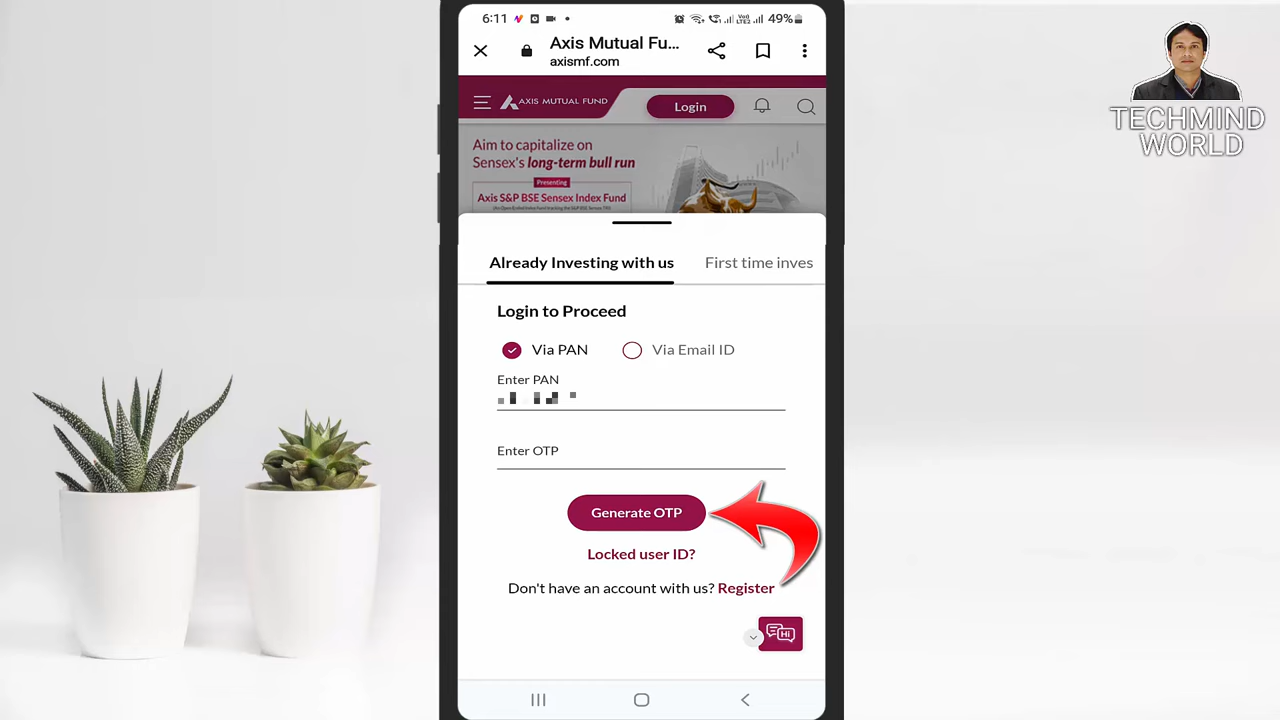 6:11
49%
Axis Mutual Fu...
axismf.com
AXIS MUTUAL FUND
Login
Aim to capitalize on
Sensex's long-term bull run
Presenting
Axis S&P BSE Sensex Index Fund
Already Investing with us
First time inves
Login to Proceed
Via PAN
Via Email ID
Enter PAN
Enter OTP
Generate OTP
Locked user ID?
Don't have an account with us? Register
Hi
TECHMIND
WORLD